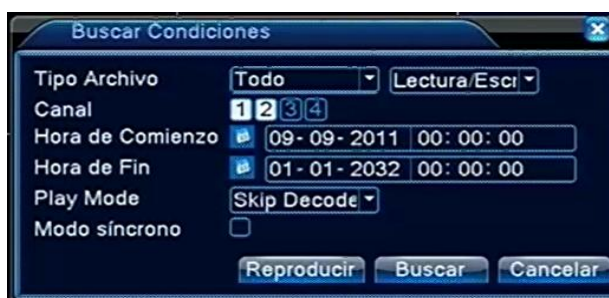 Buscar Condiciones
Tipo Archivo Todo Lectura/Escr
Canal 1 2 3 4
Hora de Comienzo 09-09-2011 00:00:00
Hora de Fin 01-01-2032 00:00:00
Play Mode Skip Decode
Modo síncrono
Reproducir Buscar Cancelar